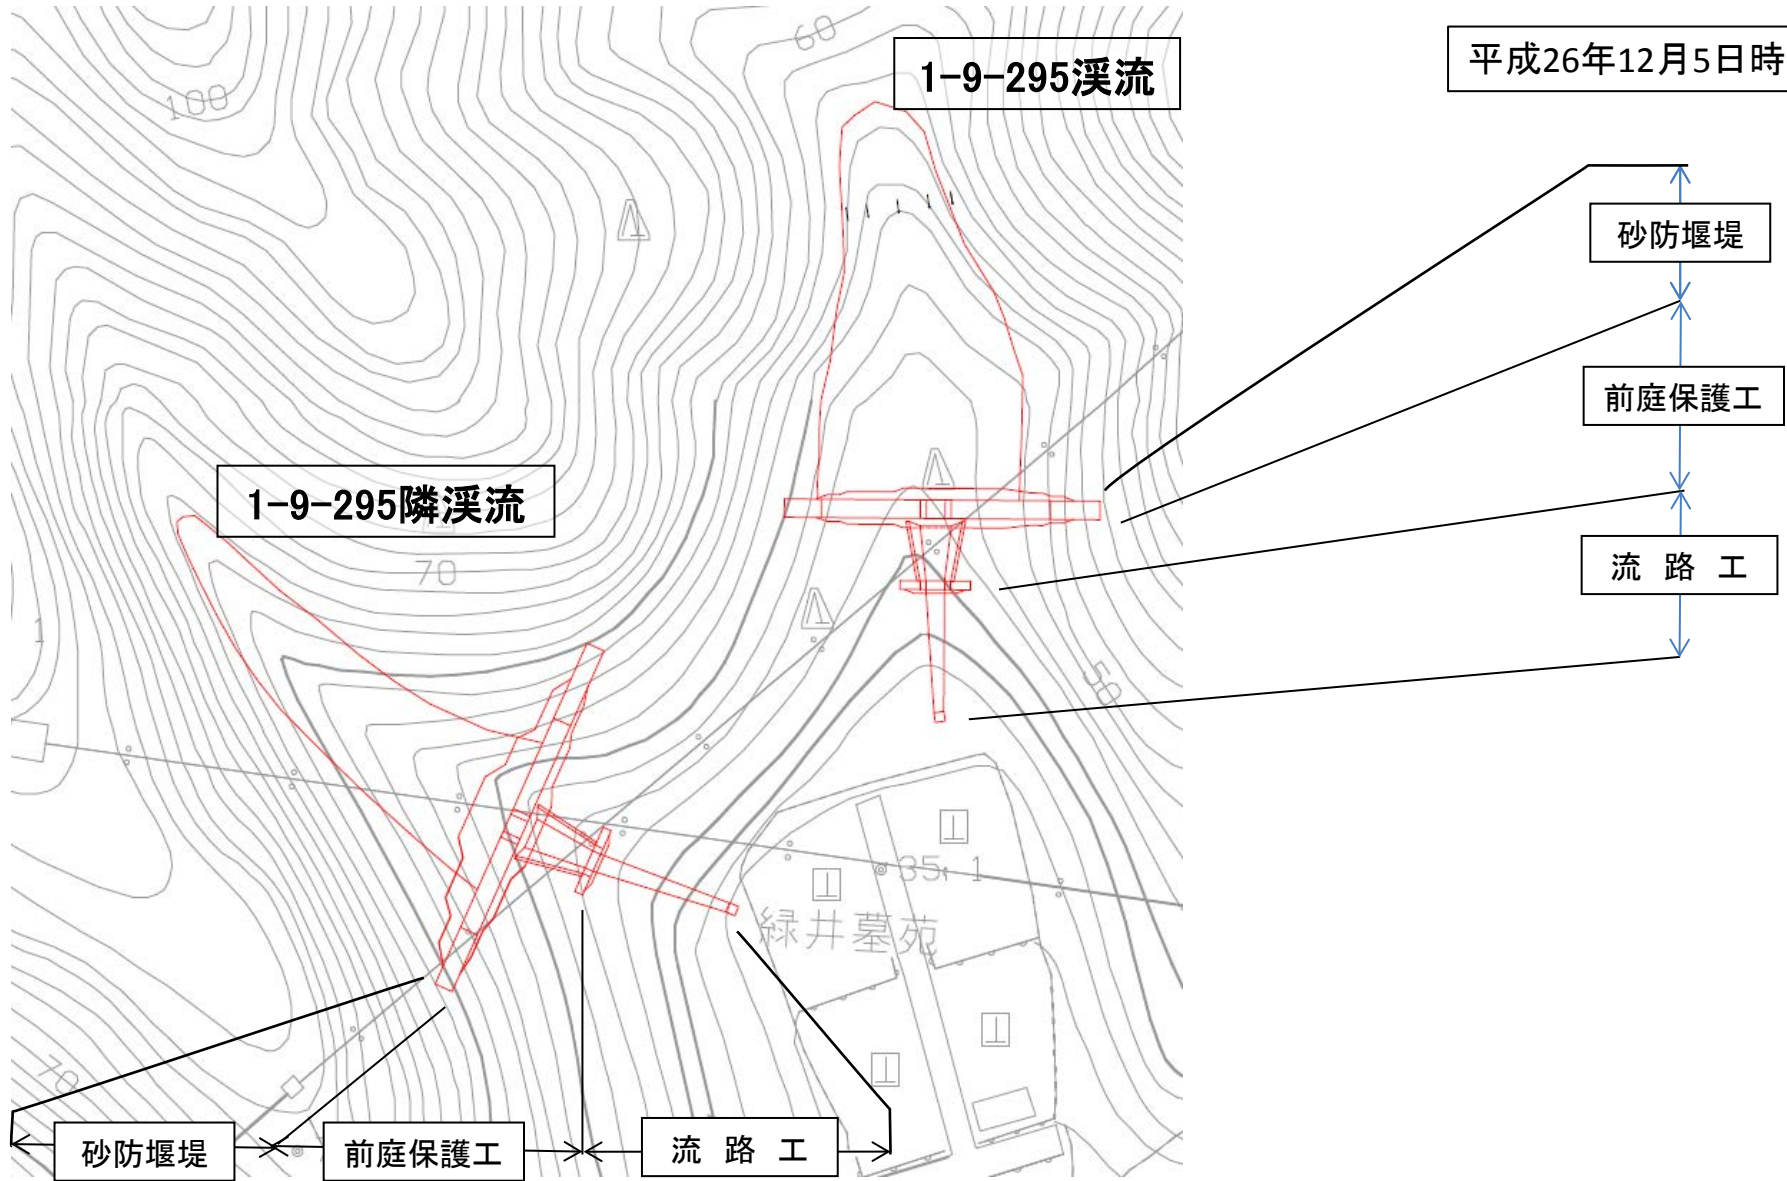 60
1-9-295渓流
平成26年12月5日時
100
砂防堰堤
前庭保護工
1-9-295隣渓流
70
流 路 工
50
35.1
緑井墓苑
70
砂防堰堤
前庭保護工
流 路 工